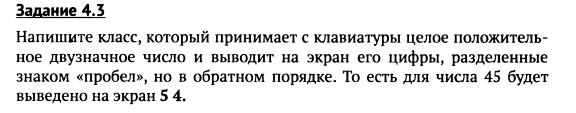 Задание 4.3
Напишите класс, который принимает с клавиатуры целое положитель-
ное двузначное число и выводит на экран его цифры, разделенные
знаком «пробел», но в обратном порядке. То есть для числа 45 будет
выведено на экран 5 4.